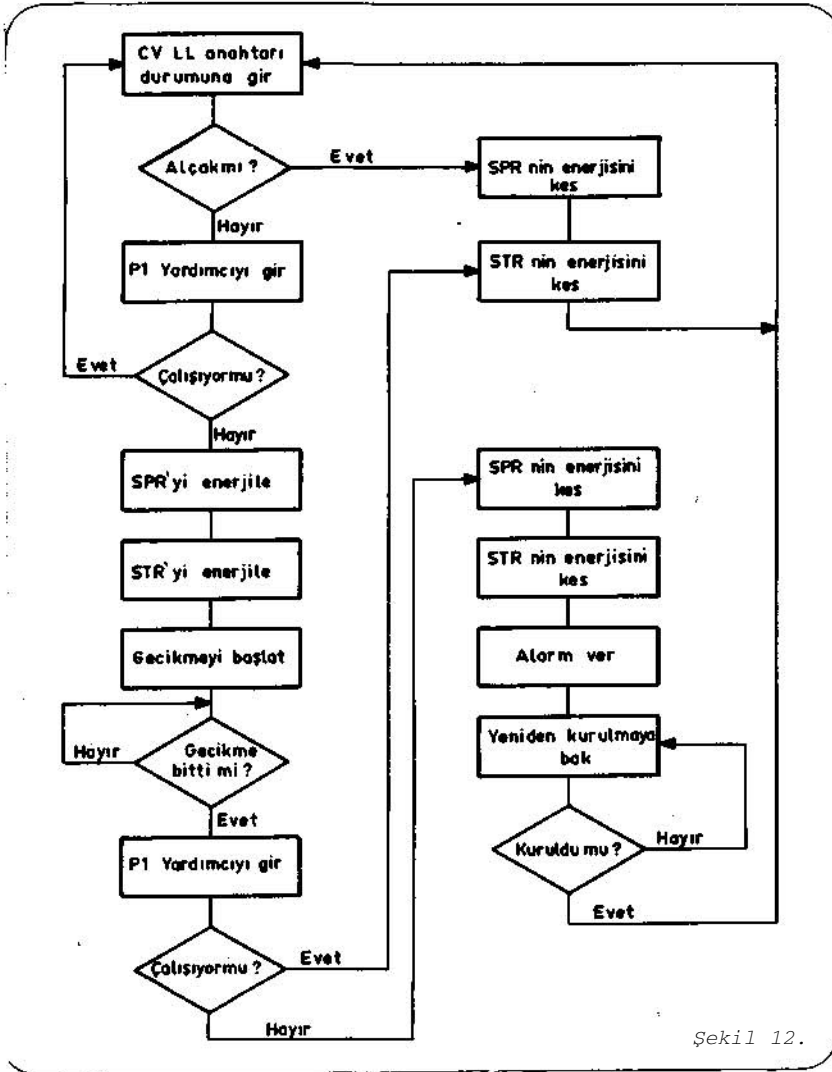 CV LL anahtarı
durumuna gir
Alçakmı ?
Evet
SPR nin enerjisini
kes
Hayır
P1 Yardımcıyı gir
STR nin enerjisini
kes
Evet
Çalışıyormu ?
Hayır
SPR'yi enerjile
SPR nin enerjisini
kes
STR'yi enerjile
STR nin enerjisini
kes
Gecikmeyi başlat
Alarm ver
Hayır
Gecikme
bitti mi ?
Yeniden kurulmaya
bak
Evet
P1 Yardımcıyı gir
Kuruldu mu ?
Hayır
Evet
Çalışıyormu ?
Evet
Hayır
Şekil 12.